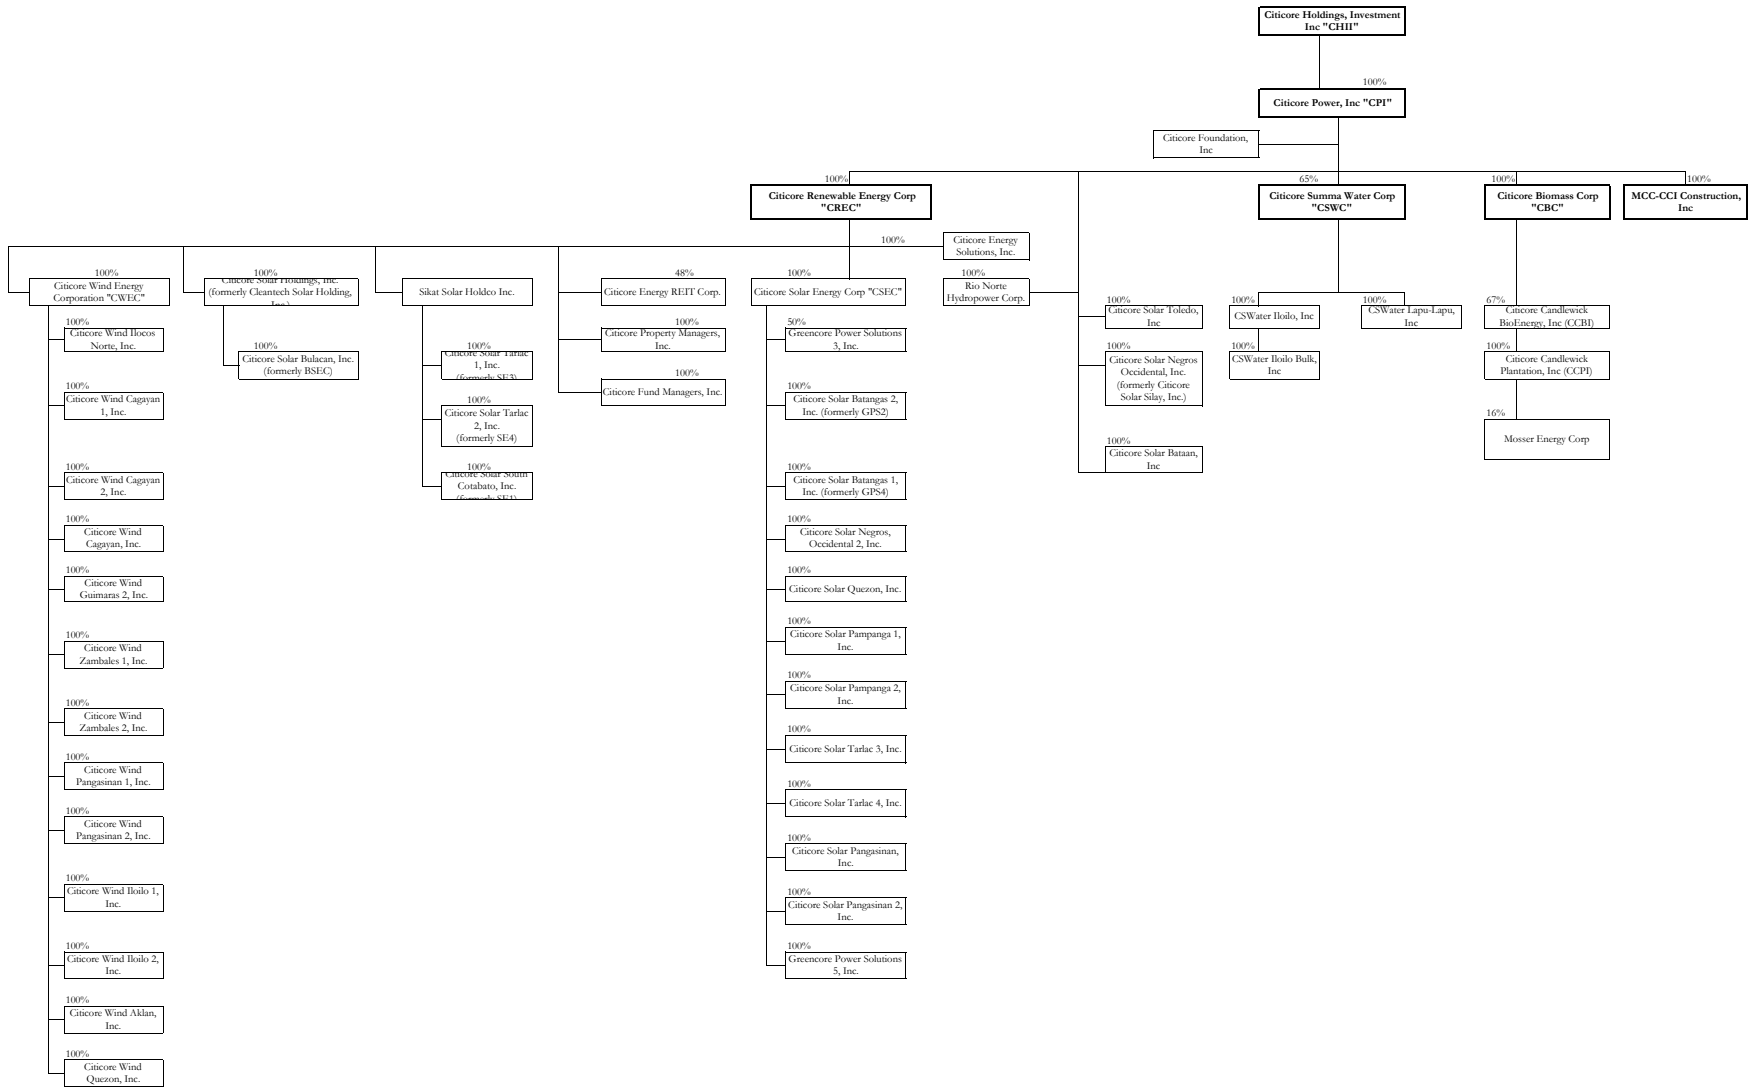 Citicore Holdings, Investment
Inc "CHII"
100%
Citicore Power, Inc "CPI"
Citicore Foundation,
Inc
100%
Citicore Renewable Energy Corp
"CREC"
65%
Citicore Summa Water Corp
"CSWC"
100%
Citicore Biomass Corp
"CBC"
100%
MCC-CCI Construction,
Inc
100%
Citicore Energy
Solutions, Inc.
100%
Citicore Wind Energy
Corporation "CWEC"
100%
Citicore Solar Holdings, Inc.
(formerly Cleantech Solar Holding,
Inc.)
Sikat Solar Holdco Inc.
48%
Citicore Energy REIT Corp.
100%
Citicore Solar Energy Corp "CSEC"
100%
Rio Norte
Hydropower Corp.
100%
Citicore Wind Ilocos
Norte, Inc.
100%
Citicore Wind Cagayan
1, Inc.
100%
Citicore Wind Cagayan
2, Inc.
100%
Citicore Wind
Cagayan, Inc.
100%
Citicore Wind
Guimaras 2, Inc.
100%
Citicore Wind
Zambales 1, Inc.
100%
Citicore Wind
Zambales 2, Inc.
100%
Citicore Wind
Pangasinan 1, Inc.
100%
Citicore Wind
Pangasinan 2, Inc.
100%
Citicore Wind Iloilo 1,
Inc.
100%
Citicore Wind Iloilo 2,
Inc.
100%
Citicore Wind Aklan,
Inc.
100%
Citicore Wind
Quezon, Inc.
100%
Citicore Solar Bulacan, Inc.
(formerly BSEC)
100%
Citicore Solar Tarlac
1, Inc.
(formerly SE3)
100%
Citicore Solar Tarlac
2, Inc.
(formerly SE4)
100%
Citicore Solar South
Cotabato, Inc.
(formerly SE1)
100%
Citicore Property Managers,
Inc.
100%
Citicore Fund Managers, Inc.
50%
Greencore Power Solutions
3, Inc.
100%
Citicore Solar Batangas 2,
Inc. (formerly GPS2)
100%
Citicore Solar Batangas 1,
Inc. (formerly GPS4)
100%
Citicore Solar Negros,
Occidental 2, Inc.
100%
Citicore Solar Quezon, Inc.
100%
Citicore Solar Pampanga 1,
Inc.
100%
Citicore Solar Pampanga 2,
Inc.
100%
Citicore Solar Tarlac 3, Inc.
100%
Citicore Solar Tarlac 4, Inc.
100%
Citicore Solar Pangasinan,
Inc.
100%
Citicore Solar Pangasinan 2,
Inc.
100%
Greencore Power Solutions
5, Inc.
100%
Citicore Solar Toledo,
Inc
100%
Citicore Solar Negros
Occidental, Inc.
(formerly Citicore
Solar Silay, Inc.)
100%
Citicore Solar Bataan,
Inc
100%
CSWater Iloilo, Inc
100%
CSWater Iloilo Bulk,
Inc
100%
CSWater Lapu-Lapu,
Inc
67%
Citicore Candlewick
BioEnergy, Inc (CCBI)
100%
Citicore Candlewick
Plantation, Inc (CCPI)
16%
Mosser Energy Corp